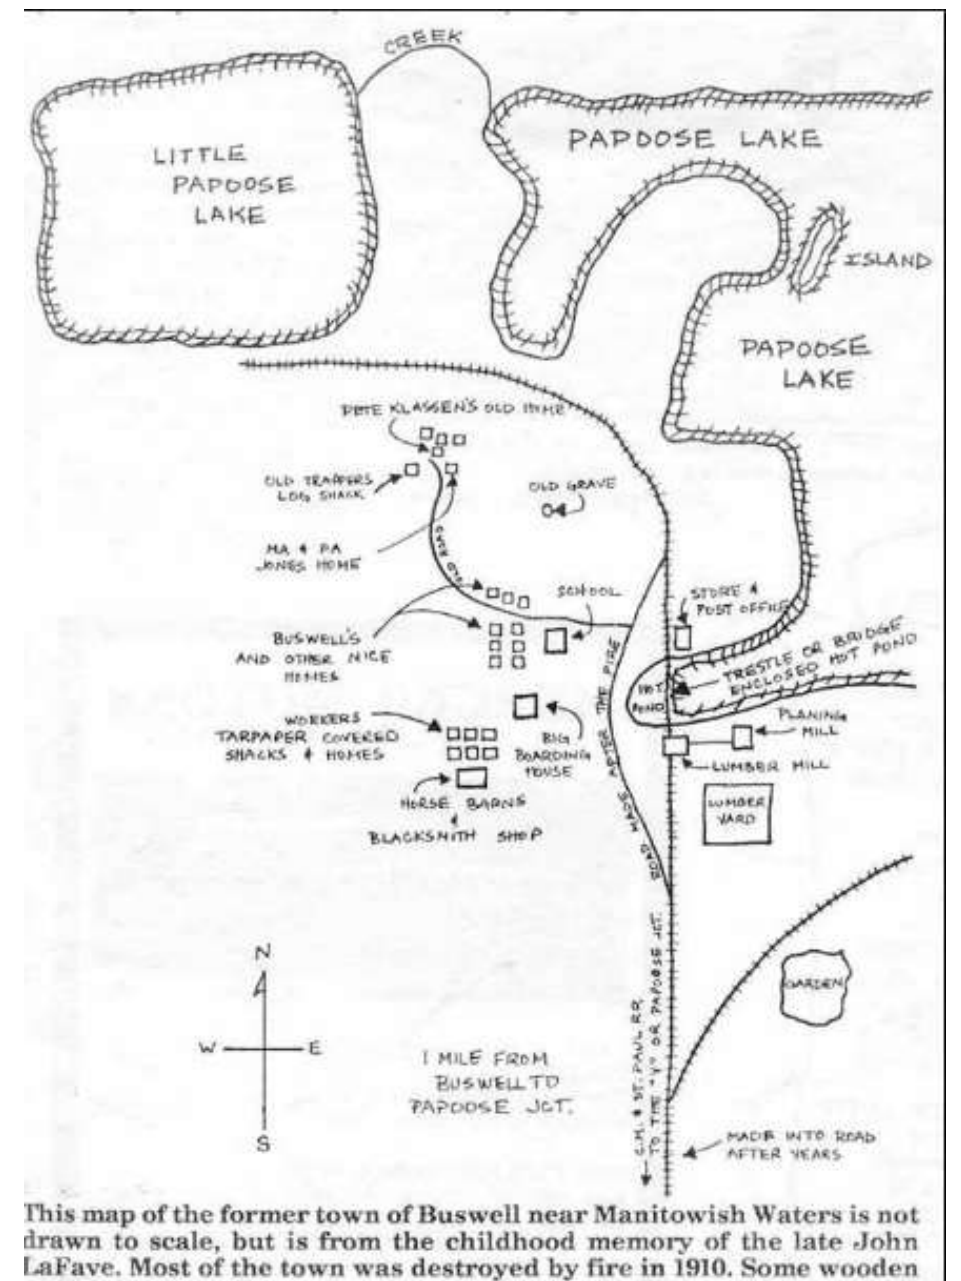 CREEK
PAPOOSE LAKE
LITTLE
PAPOOSE
LAKE
ISLAND
PAPOOSE
LAKE
PETE KLASSEN'S OLD HOME
OLD TRAPPERS
LOG SHACK
OLD GRAVE
OLD ROAD
MA & PA
JONES HOME
SCHOOL
STORE &
POST OFFICE
BUSWELL'S
AND OTHER NICE
HOMES
TRESTLE OR BRIDGE
ENCLOSED HOT POND
HOT
POND
WORKERS
TARPAPER COVERED
SHACKS & HOMES
BIG
BOARDING
HOUSE
PLANING
MILL
LUMBER MILL
HORSE BARNS
&
BLACKSMITH SHOP
LUMBER
YARD
ROAD MADE AFTER THE FIRE
GARDEN
N
W E
S
1 MILE FROM
BUSWELL TO
PAPOOSE JCT.
C.M. & ST. PAUL RR.
TO THE "Y" OR PAPOOSE JCT.
MADE INTO ROAD
AFTER YEARS
This map of the former town of Buswell near Manitowish Waters is not
drawn to scale, but is from the childhood memory of the late John
LaFave. Most of the town was destroyed by fire in 1910. Some wooden